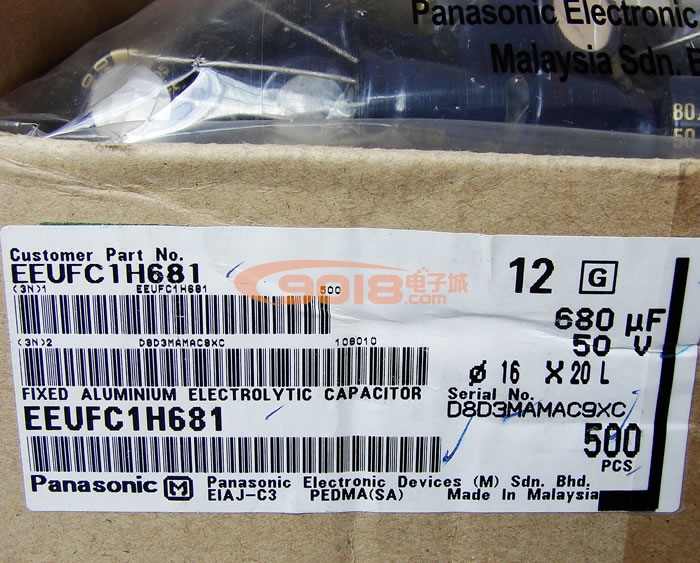 Panasonic Electronic
Malaysia Sdn. B
80
50
Customer Part No.
EEUFC1H681
(3N)1 EEUFC1H681 500
(3N)2 D8D3MAMAC9XC 108010
FIXED ALUMINIUM ELECTROLYTIC CAPACITOR
EEUFC1H681
12 G
680 µF
50 V
ø 16 X 20 L
Serial No.
D8D3MAMAC9XC
500
PCS
Panasonic M Panasonic Electronic Devices (M) Sdn. Bhd.
EIAJ-C3 PEDMA(SA) Made In Malaysia
9018电子城
.com